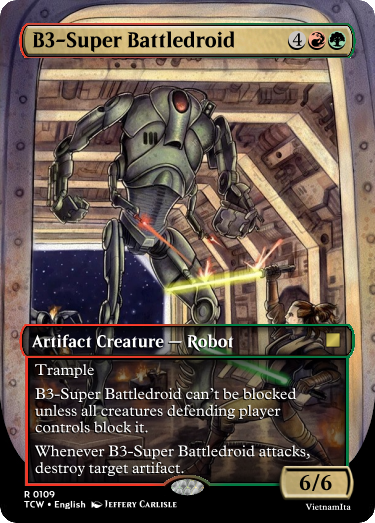 B3-Super Battledroid 4
Artifact Creature — Robot
Trample
B3-Super Battledroid can't be blocked
unless all creatures defending player
controls block it.
Whenever B3-Super Battledroid attacks,
destroy target artifact.
6/6
R 0109
TCW • English Jeffery Carlisle
VietnamIta